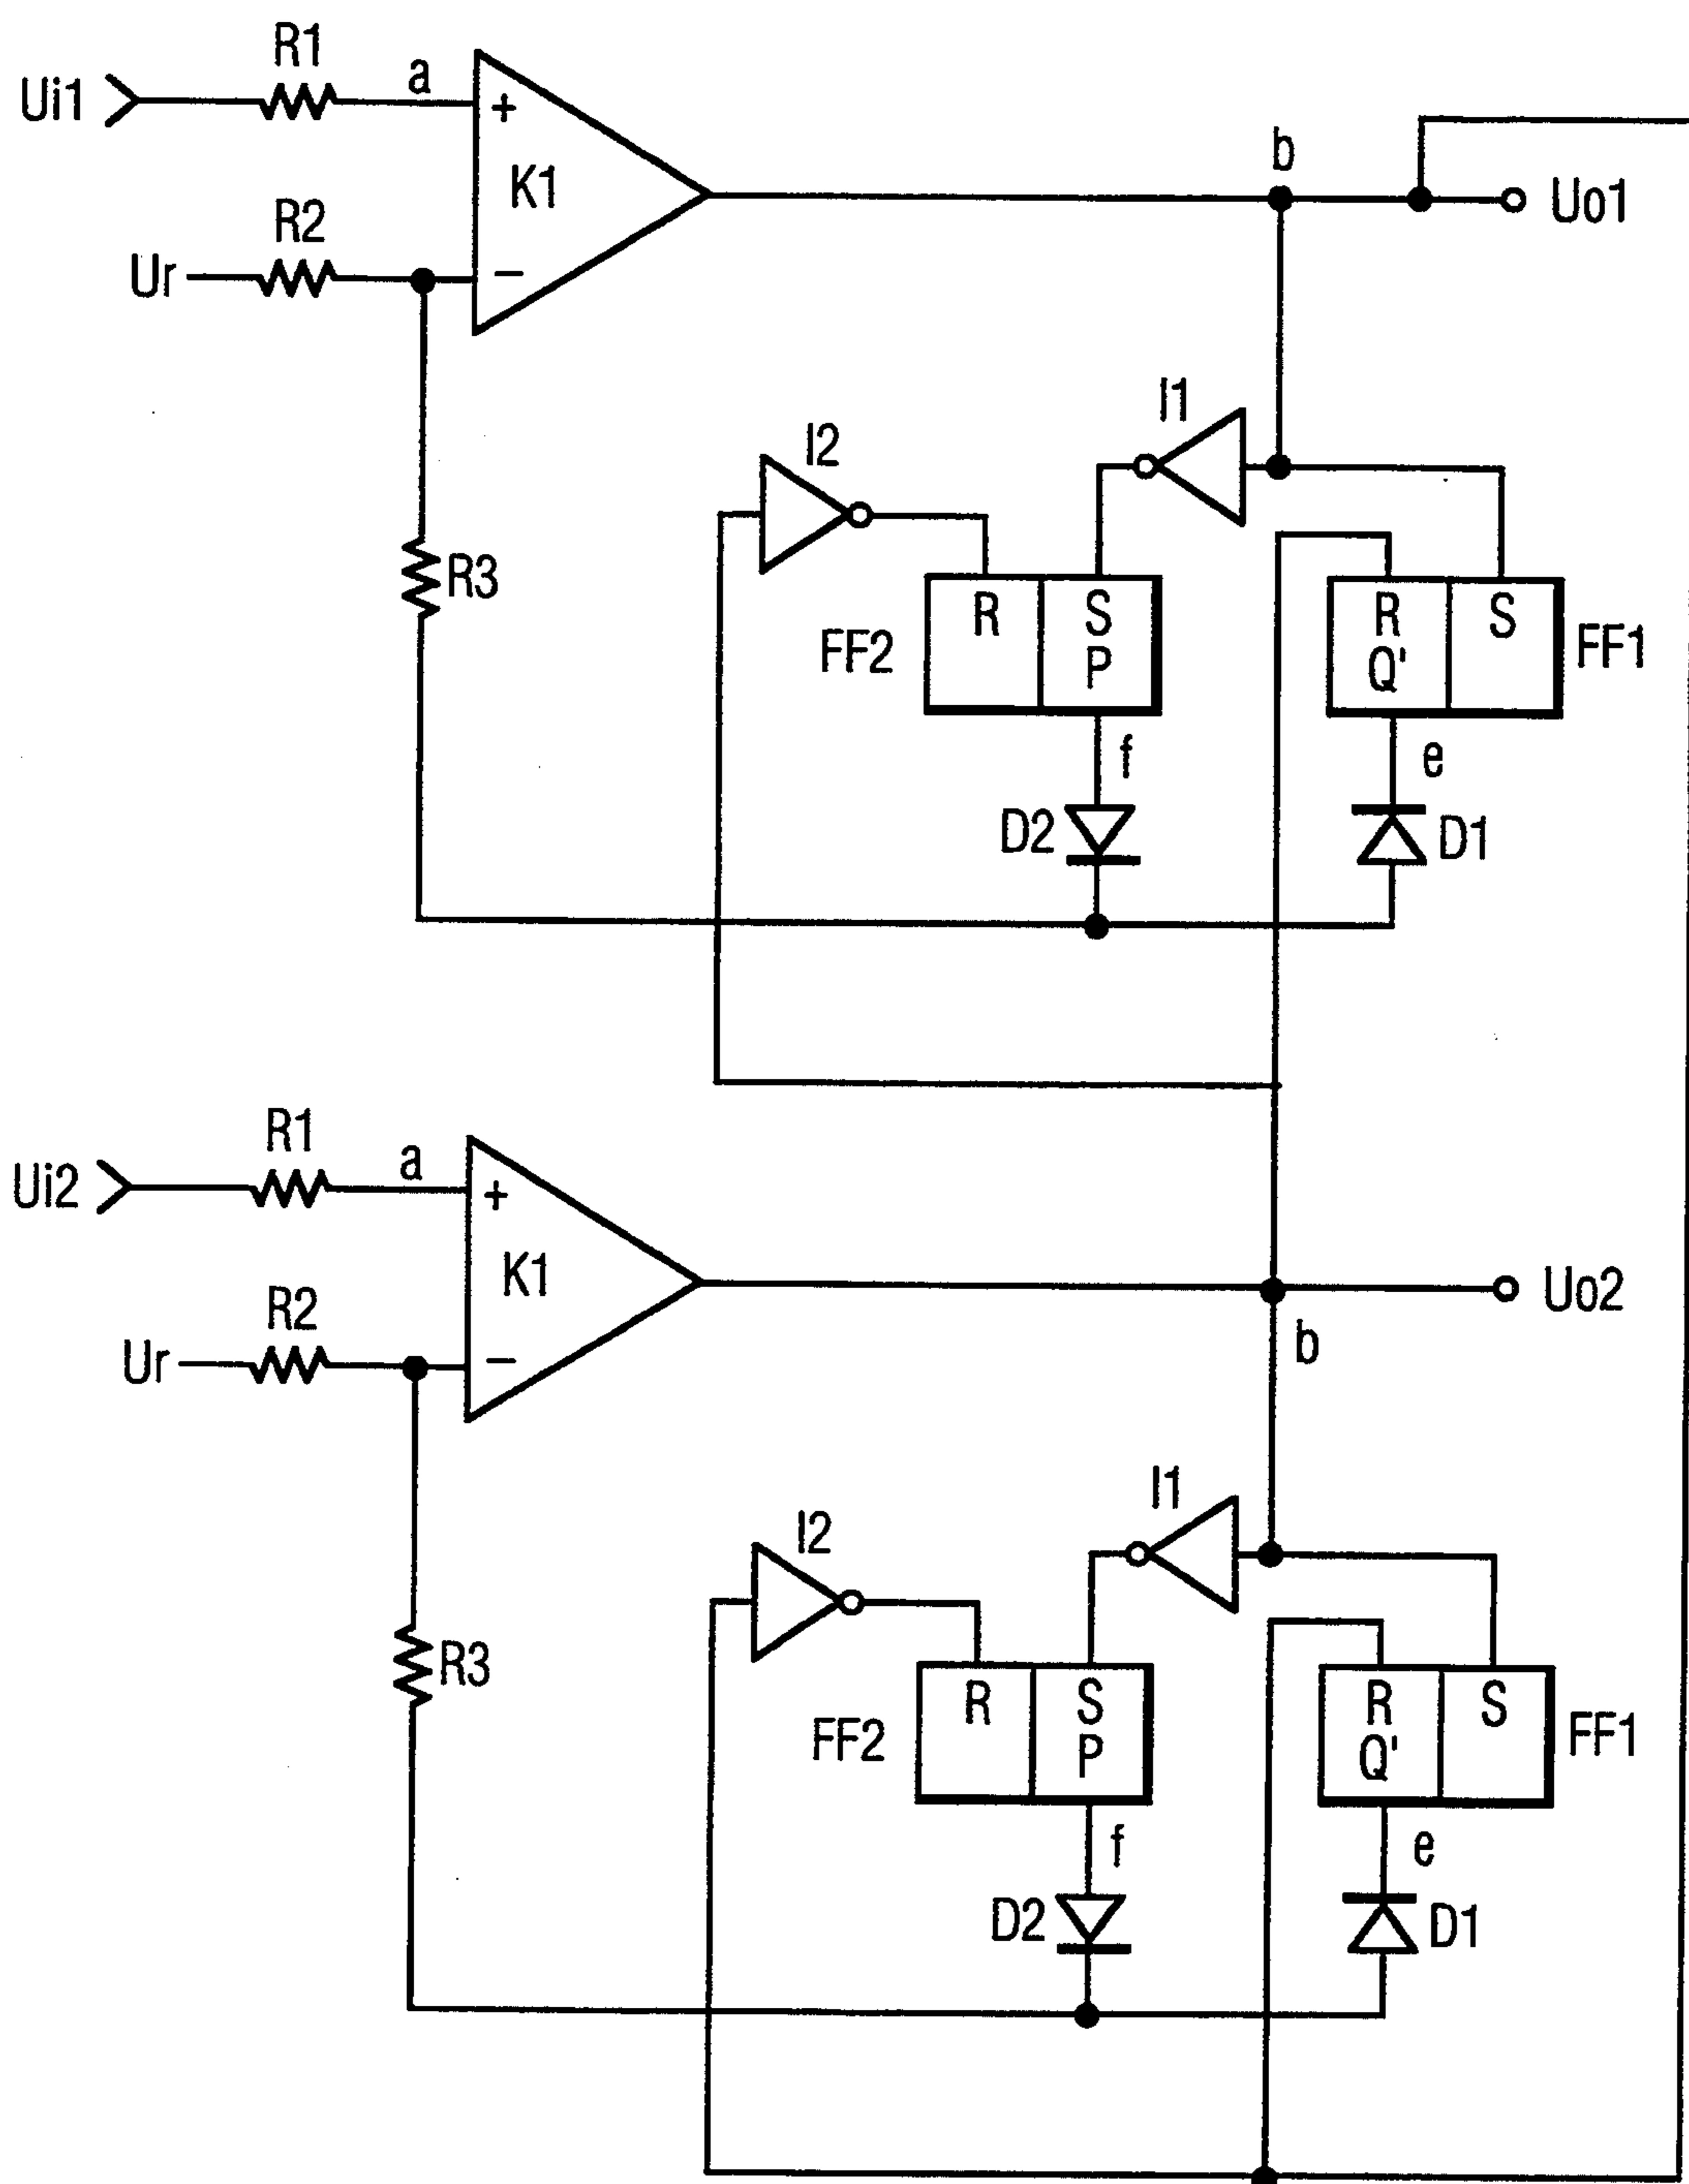 R1
Ui1
a
+
K1
b
Uo1
R2
Ur
−
I1
I2
R3
R
S
P
FF2
R
Q'
S
FF1
f
e
D2
D1
R1
Ui2
a
+
K1
Uo2
R2
Ur
−
b
I1
I2
R3
R
S
P
FF2
R
Q'
S
FF1
f
e
D2
D1